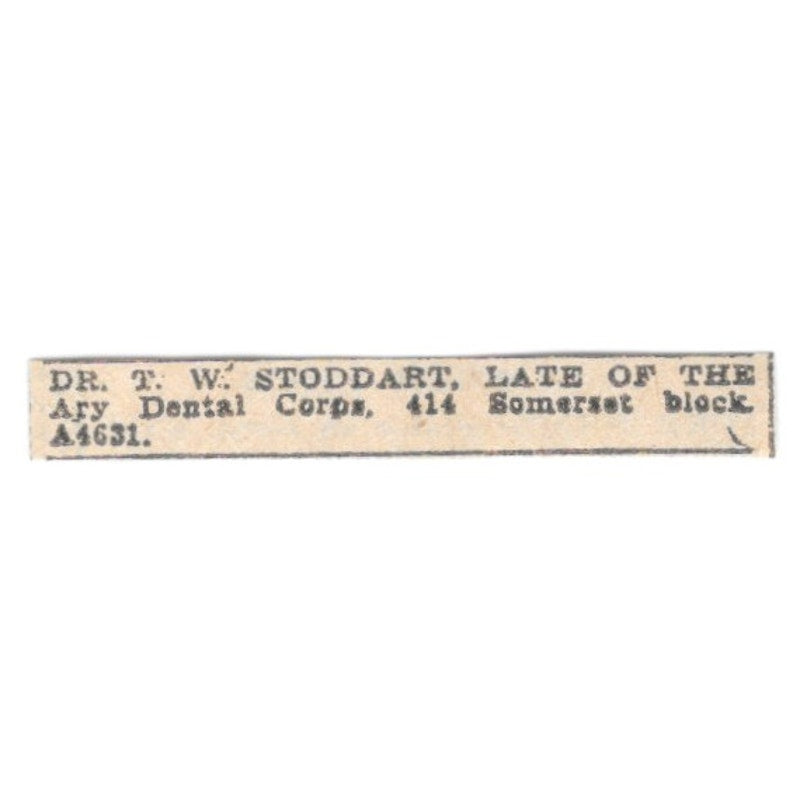 DR. T. W. STODDART, LATE OF THE
Ary Dental Corps, 414 Somerset block.
A4631.